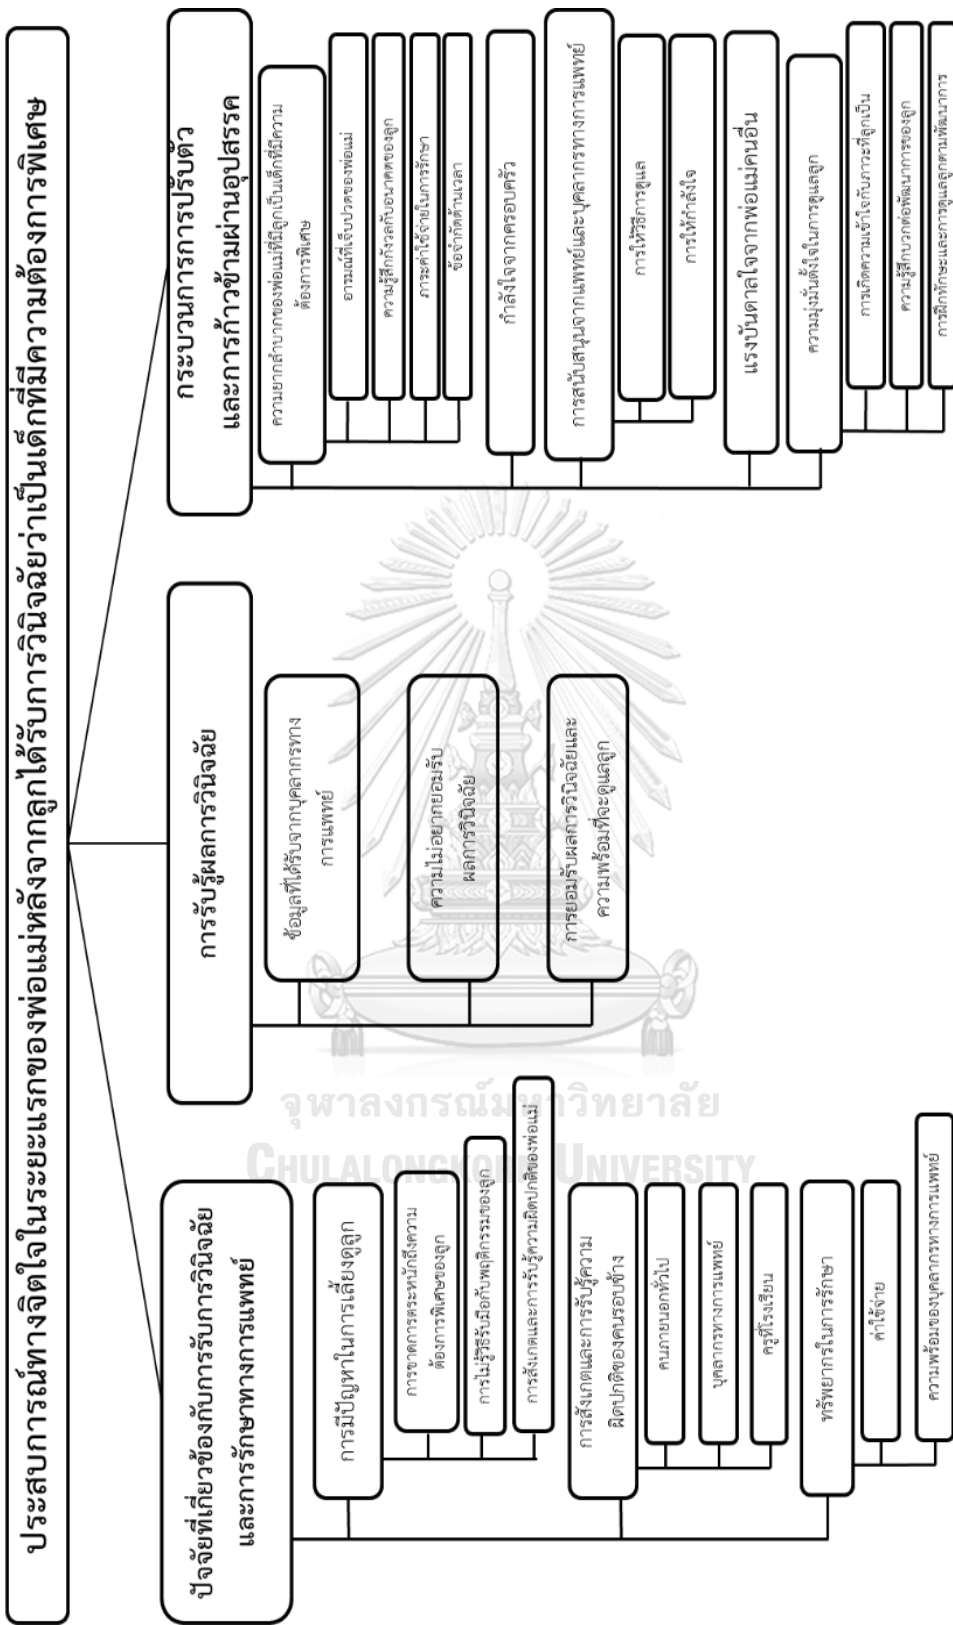 ประสบการณ์ทางจิตใจในระยะแรกของพ่อแม่หลังจากลูกได้รับการวินิจฉัยว่าเป็นเด็กที่มีความต้องการพิเศษ
ปัจจัยที่เกี่ยวข้องกับการรับการวินิจฉัย
และการรักษาทางการแพทย์
การมีปัญหาในการเลี้ยงดูลูก
การขาดการตระหนักถึงความ
ต้องการพิเศษของลูก
การไม่รู้วิธีรับมือกับพฤติกรรมของลูก
การสังเกตและการรับรู้ความผิดปกติของพ่อแม่
การสังเกตและการรับรู้ความ
ผิดปกติของคนรอบข้าง
คนภายนอกทั่วไป
บุคลากรทางการแพทย์
ครูที่โรงเรียน
ทรัพยากรในการรักษา
ค่าใช้จ่าย
ความพร้อมของบุคลากรทางการแพทย์
การรับรู้ผลการวินิจฉัย
ข้อมูลที่ได้รับจากบุคลากรทาง
การแพทย์
ความไม่อยากยอมรับ
ผลการวินิจฉัย
การยอมรับผลการวินิจฉัยและ
ความพร้อมที่จะดูแลลูก
กระบวนการการปรับตัว
และการก้าวข้ามผ่านอุปสรรค
ความยากลำบากของพ่อแม่ที่มีลูกเป็นเด็กที่มีความ
ต้องการพิเศษ
อารมณ์ที่เจ็บปวดของพ่อแม่
ความรู้สึกกังวลกับอนาคตของลูก
ภาระค่าใช้จ่ายในการรักษา
ข้อจำกัดด้านเวลา
กำลังใจจากครอบครัว
การสนับสนุนจากแพทย์และบุคลากรทางการแพทย์
การให้วิธีการดูแล
การให้กำลังใจ
แรงบันดาลใจจากพ่อแม่คนอื่น
ความมุ่งมั่นตั้งใจในการดูแลลูก
การเกิดความเข้าใจกับภาวะที่ลูกเป็น
ความรู้สึกบวกต่อพัฒนาการของลูก
การฝึกทักษะและการดูแลลูกตามพัฒนาการ
จุฬาลงกรณ์มหาวิทยาลัย
CHULALONGKORN UNIVERSITY